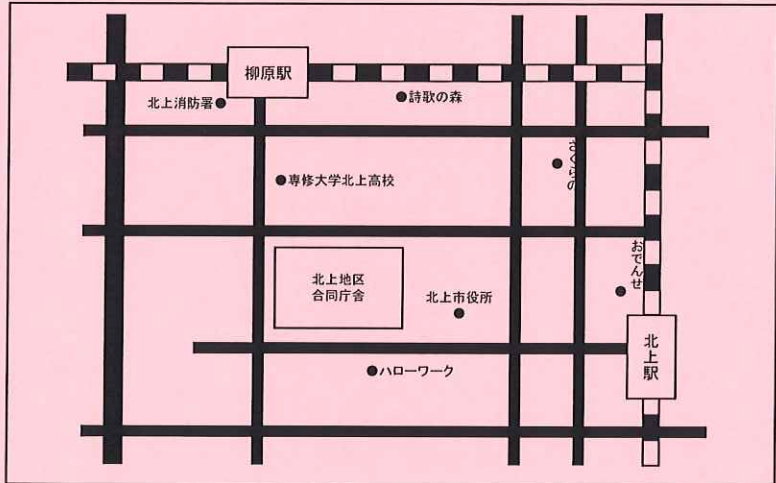 柳原駅
北上消防署
詩歌の森
さくらの
専修大学北上高校
おでんせ
北上地区
合同庁舎
北上市役所
北上駅
ハローワーク